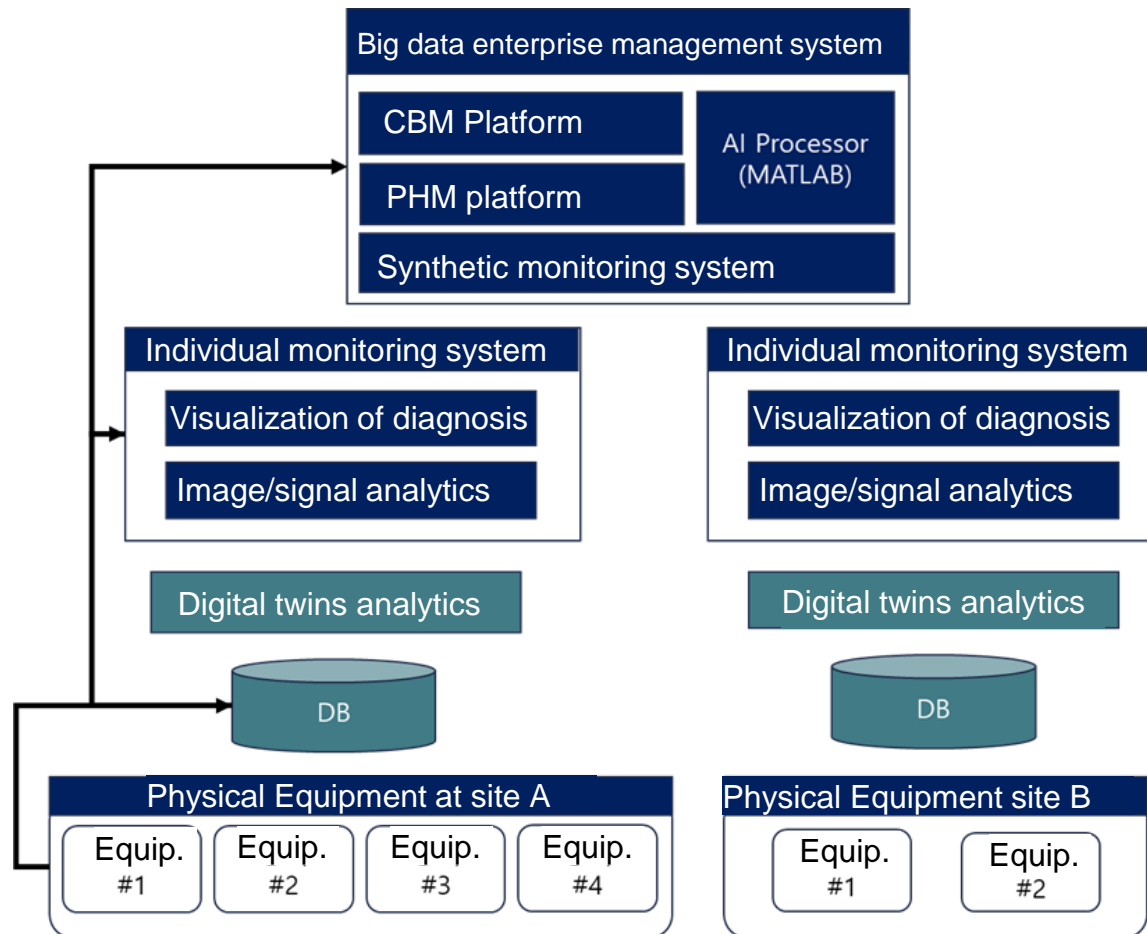 Big data enterprise management system
CBM Platform
PHM platform
AI Processor
(MATLAB)
Synthetic monitoring system
Individual monitoring system
Visualization of diagnosis
Image/signal analytics
Individual monitoring system
Visualization of diagnosis
Image/signal analytics
Digital twins analytics
Digital twins analytics
DB
DB
Physical Equipment at site A
Equip.
#1
Equip.
#2
Equip.
#3
Equip.
#4
Physical Equipment site B
Equip.
#1
Equip.
#2